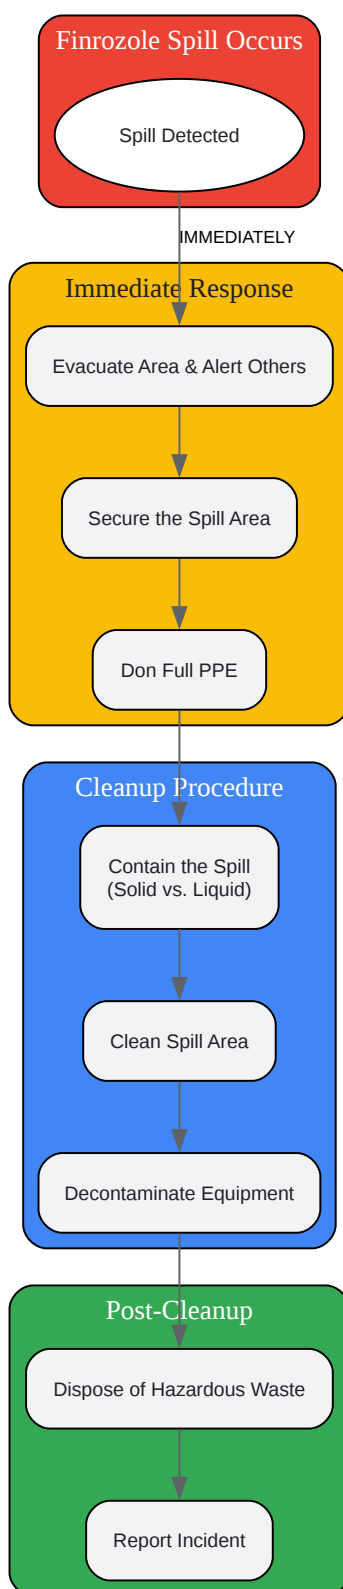 Finrozole Spill Occurs
Spill Detected
IMMEDIATELY
Immediate Response
Evacuate Area & Alert Others
Secure the Spill Area
Don Full PPE
Cleanup Procedure
Contain the Spill
(Solid vs. Liquid)
Clean Spill Area
Decontaminate Equipment
Post-Cleanup
Dispose of Hazardous Waste
Report Incident